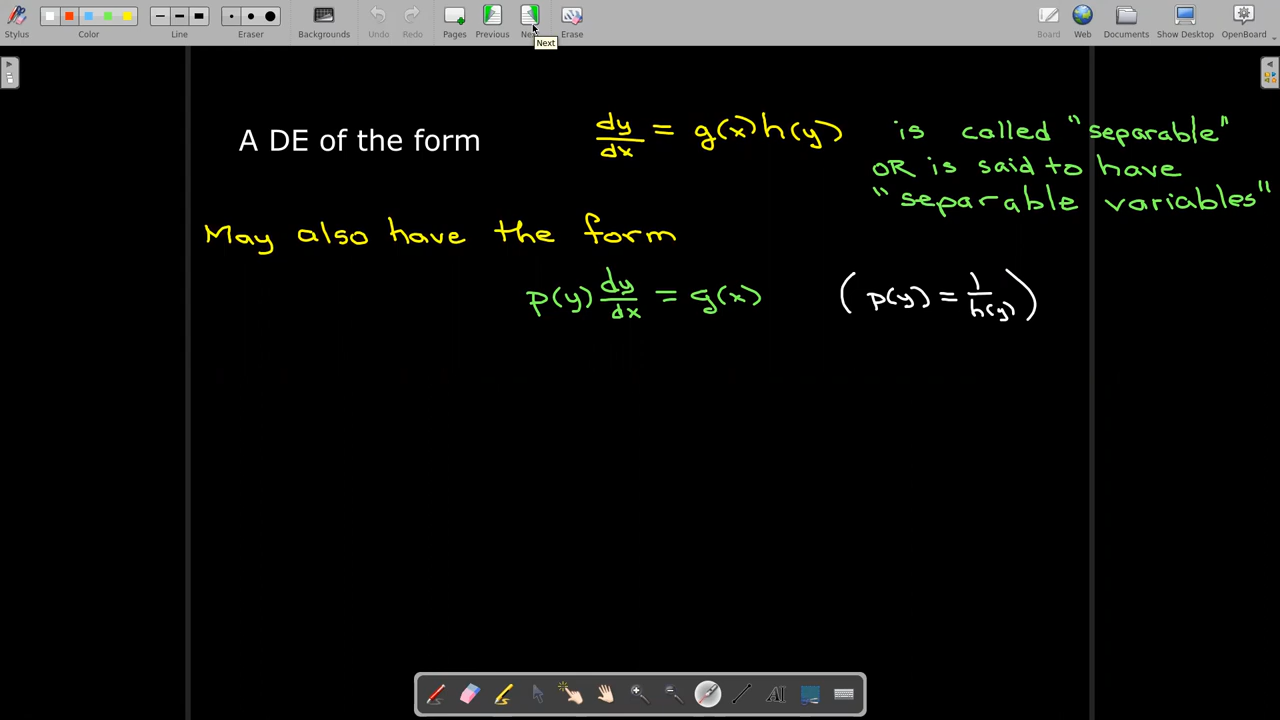 Stylus
Color
Line
Eraser
Backgrounds
Undo
Redo
Pages
Previous
Next
Erase
Board
Web
Documents
Show Desktop
OpenBoard
Next
A DE of the form dy/dx = g(x)h(y) is called "separable"
OR is said to have
"separable variables"
May also have the form
p(y) dy/dx = g(x) (p(y) = 1/h(y))
AI